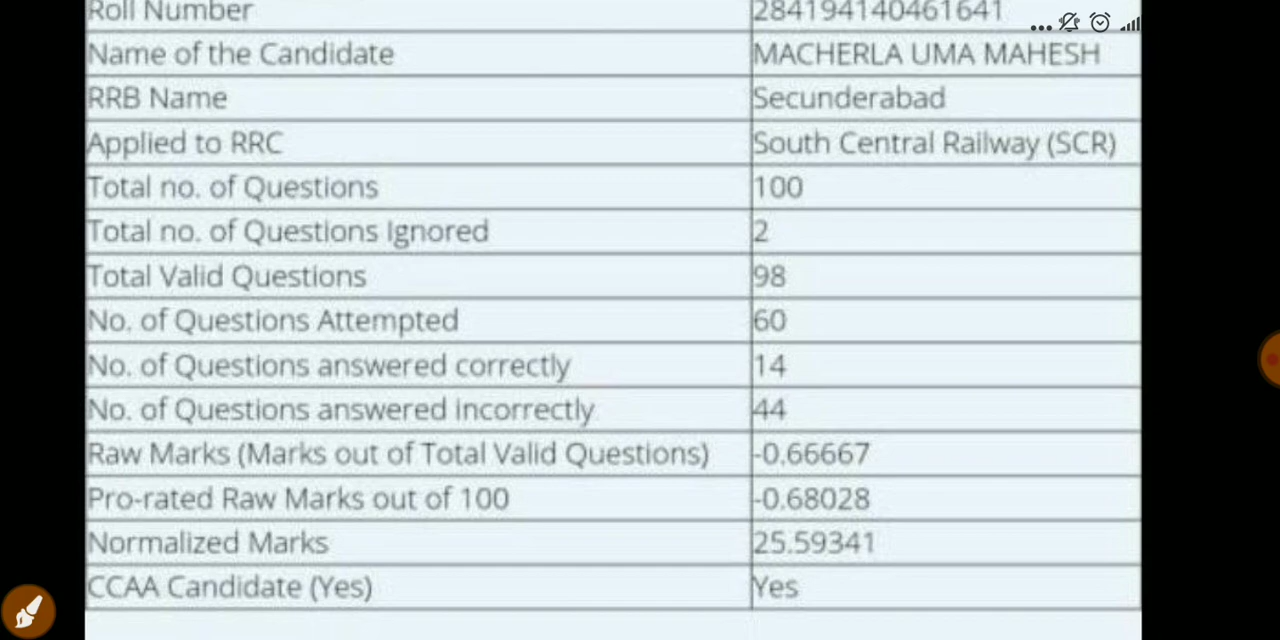 Roll Number 284194140461641
Name of the Candidate MACHERLA UMA MAHESH
RRB Name Secunderabad
Applied to RRC South Central Railway (SCR)
Total no. of Questions 100
Total no. of Questions Ignored 2
Total Valid Questions 98
No. of Questions Attempted 60
No. of Questions answered correctly 14
No. of Questions answered incorrectly 44
Raw Marks (Marks out of Total Valid Questions) -0.66667
Pro-rated Raw Marks out of 100 -0.68028
Normalized Marks 25.59341
CCAA Candidate (Yes) Yes